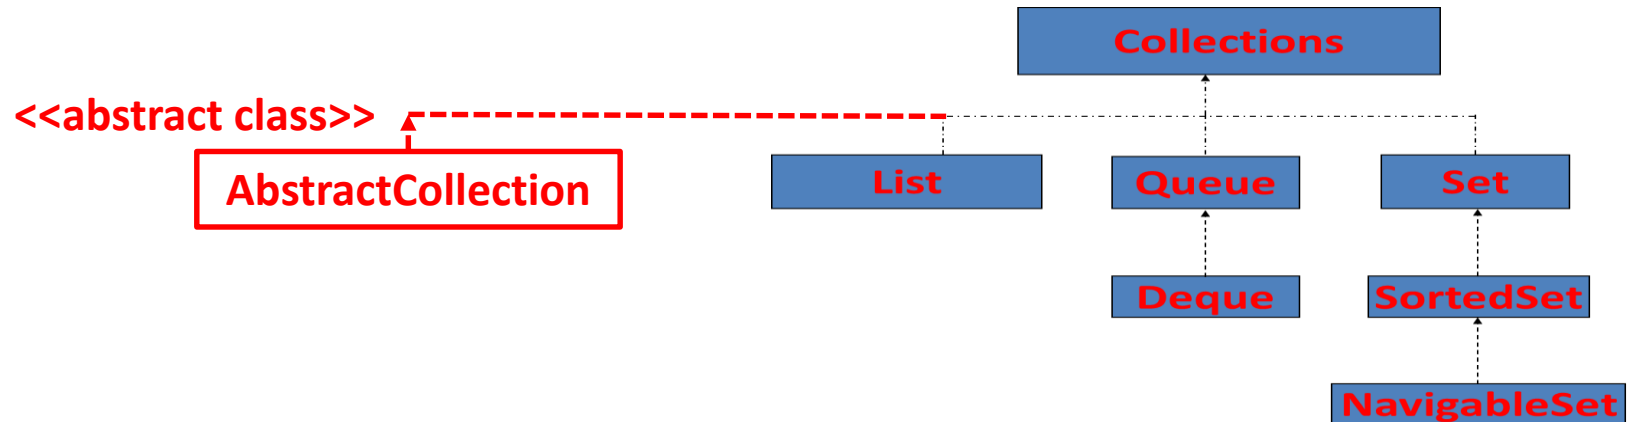 Collections
<<abstract class>>
AbstractCollection
List
Queue
Set
Deque
SortedSet
NavigableSet